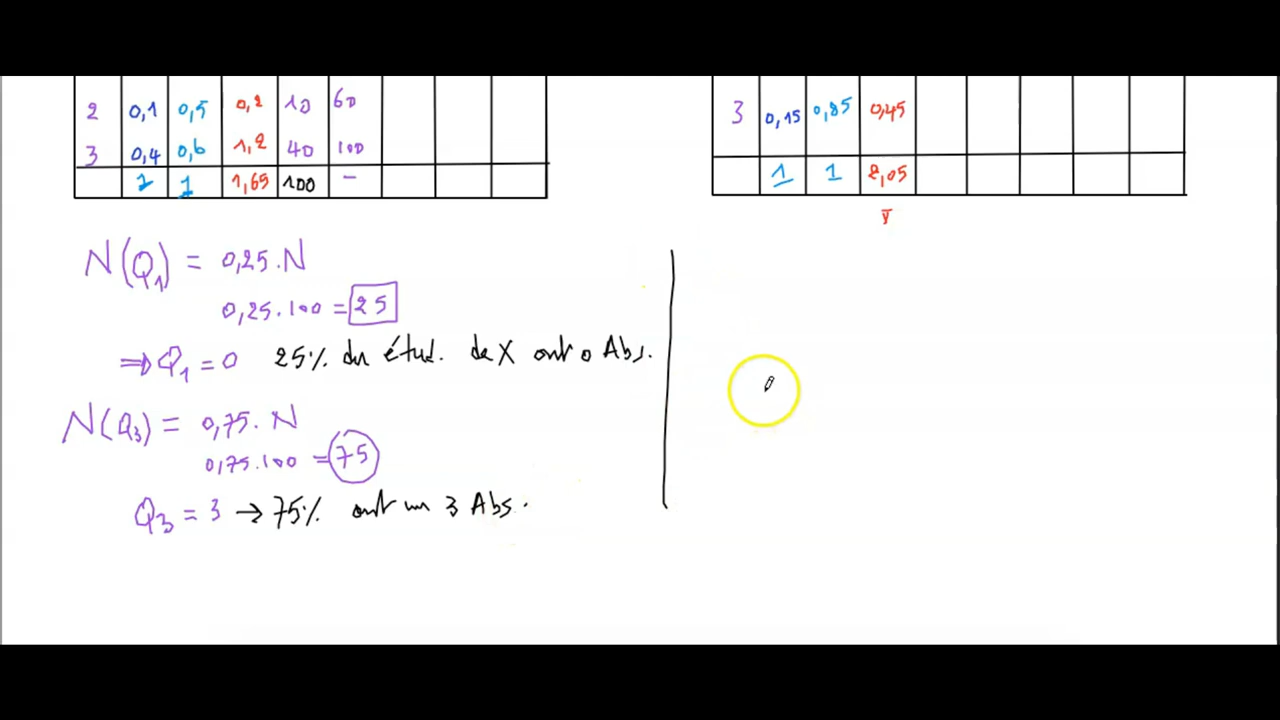 2 0,1 0,5 0,2 10 60
3 0,4 0,6 1,2 40 100
1 1 1,65 100 -
3 0,15 0,85 0,45
1 1 2,05
ȳ
N(Q1) = 0,25.N
0,25.100 = 25
⇒ Q1 = 0 25% du étud. de X ont 0 Abs.
N(Q3) = 0,75. N
0,75.100 = 75
Q3 = 3 → 75% ont un 3 Abs.